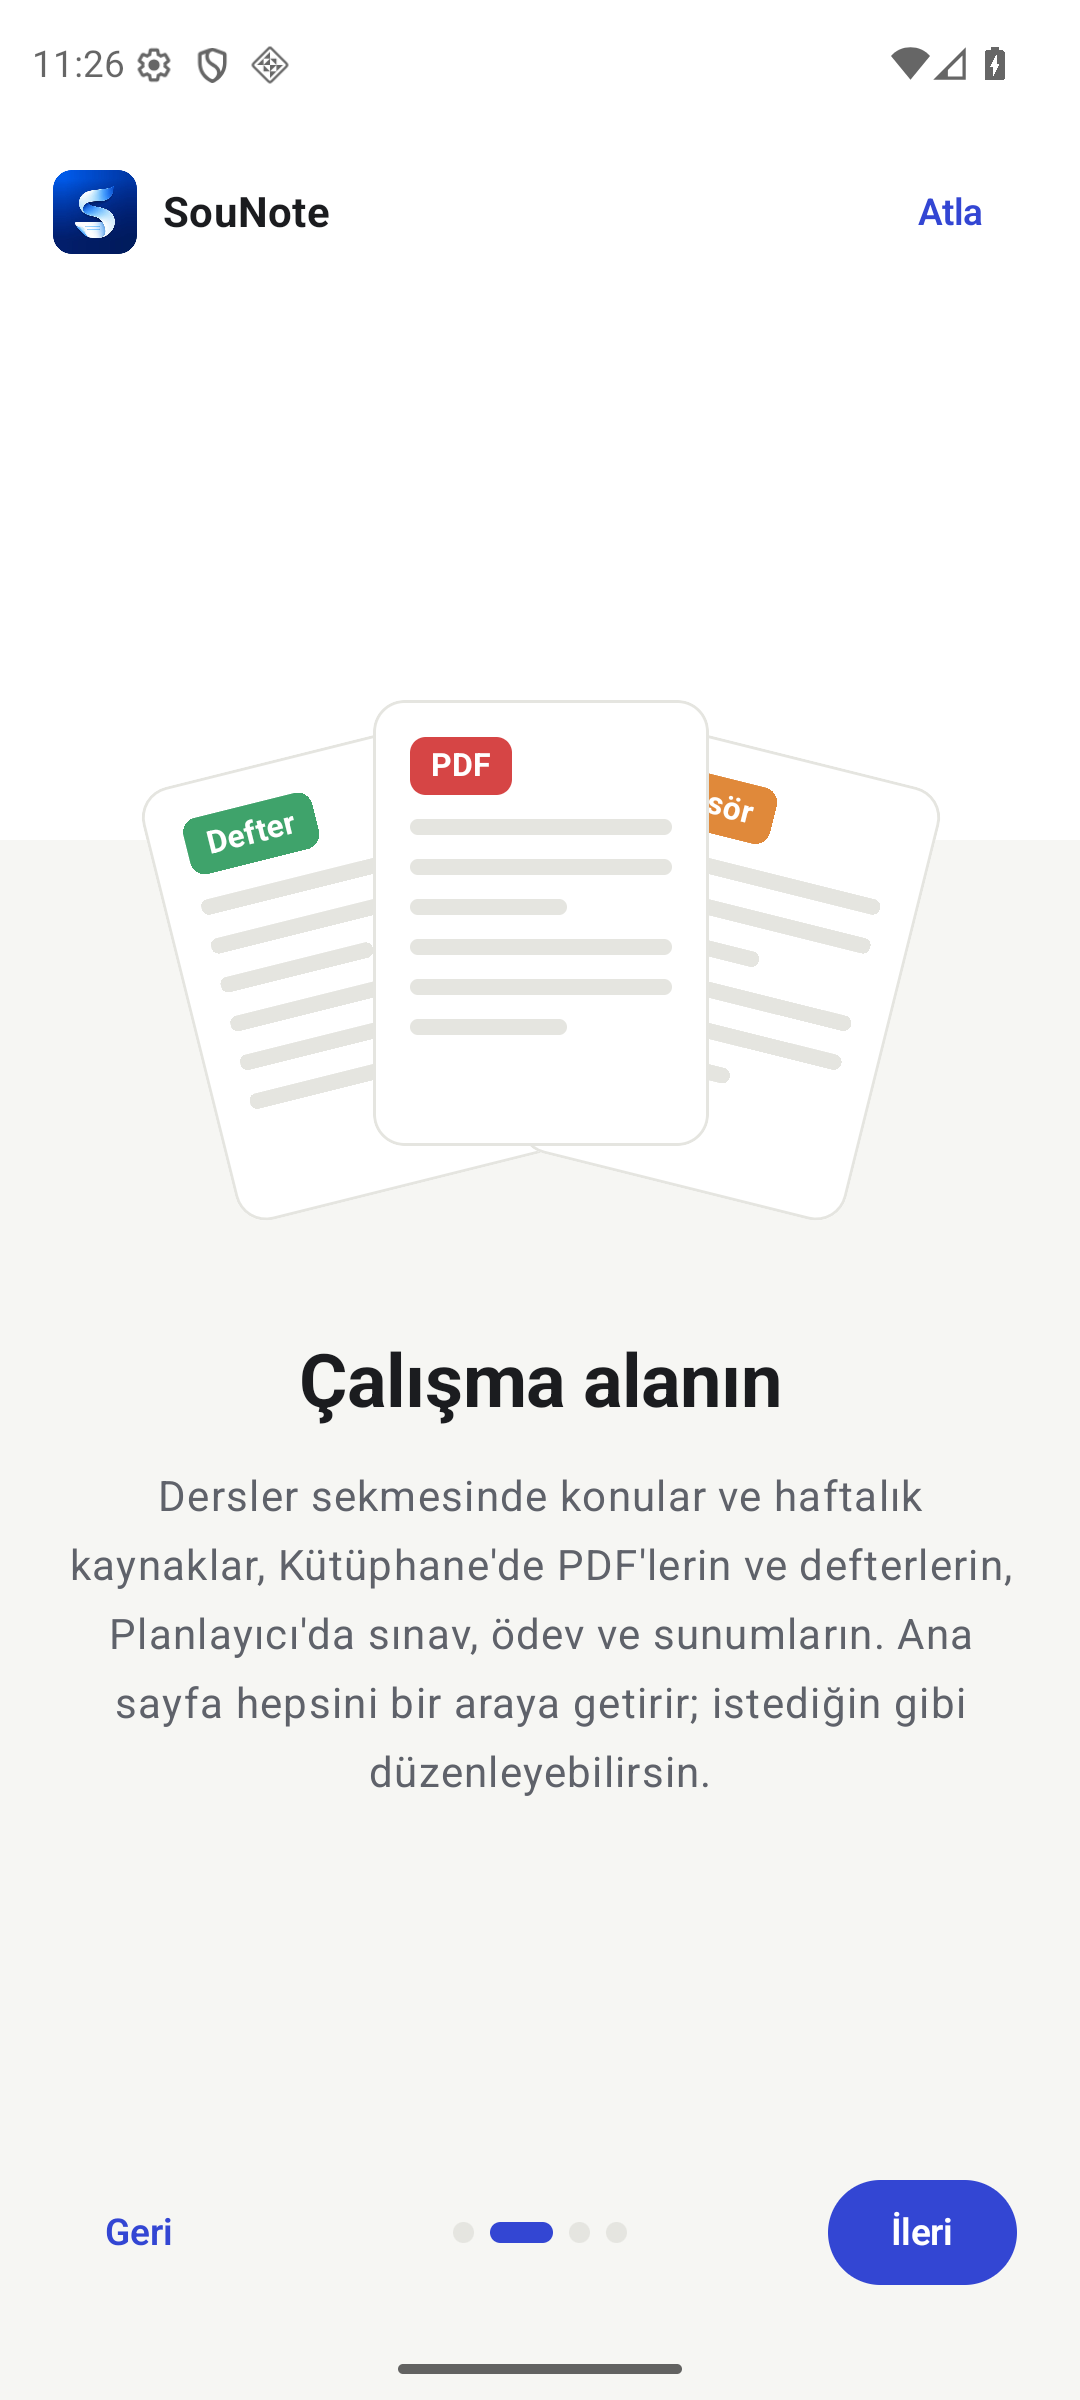 11:26
SouNote
Atla
PDF
Defter
sör
Çalışma alanın
Dersler sekmesinde konular ve haftalık
kaynaklar, Kütüphane'de PDF'lerin ve defterlerin,
Planlayıcı'da sınav, ödev ve sunumların. Ana
sayfa hepsini bir araya getirir; istediğin gibi
düzenleyebilirsin.
Geri
İleri